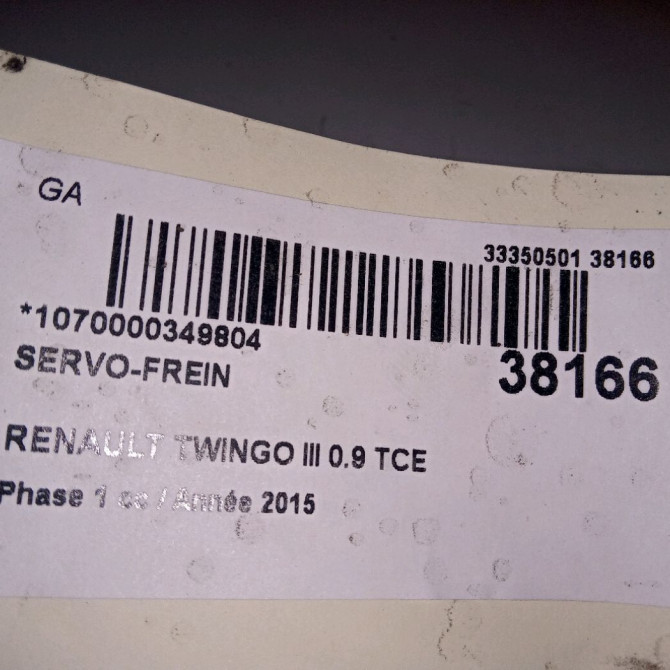 GA
33350501 38166
*1070000349804
38166
SERVO-FREIN
RENAULT TWINGO III 0.9 TCE
Phase 1 cc / Année 2015